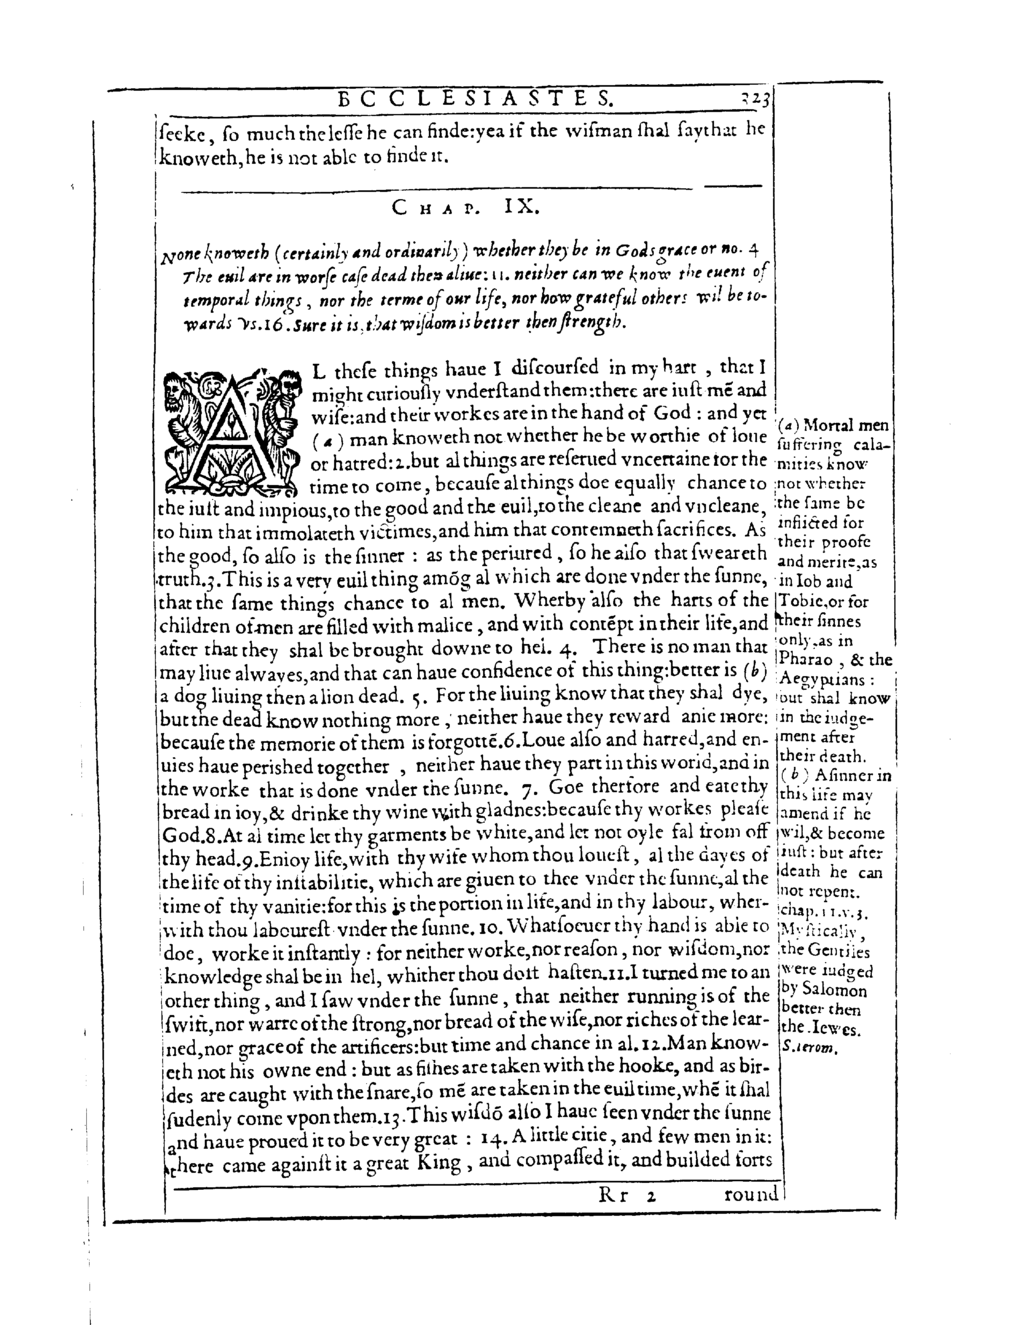 ECCLESIASTES. 323
ſeeke, ſo much the leſſe he can finde:yea if the wiſman ſhal ſay that he
knoweth, he is not able to finde it.
CHAP. IX.
None knoweth (certainly and ordinarily) whether they be in Gods grace or no. 4
The euil are in worſe caſe dead then aliue: 11. neither can we know the euent of
temporal things, nor the terme of our life, nor how grateful others wil be to-
wards vs. 16. Sure it is, that wiſdom is better then ſtrength.
AL theſe things haue I diſcourſed in my hart, that I
might curiouſly vnderſtand them:there are iuſt mẽ and
wiſe:and their workes are in the hand of God : and yet
(a) man knoweth not whether he be worthie of loue
or hatred: 2. but al things are reſerued vncertaine for the
time to come, becauſe al things doe equally chance to
the iuſt and impious, to the good and the euil, to the cleane and vncleane,
to him that immolateth victimes, and him that contemneth ſacrifices. As
the good, ſo alſo is the ſinner : as the periured, ſo he alſo that ſweareth
truth. 3. This is a very euil thing amõg al which are done vnder the ſunne,
that the ſame things chance to al men. Wherby alſo the harts of the
children of men are filled with malice, and with contẽpt in their life, and
after that they shal be brought downe to hel. 4. There is no man that
may liue alwayes, and that can haue confidence of this thing:better is (b)
a dog liuing then a lion dead. 5. For the liuing know that they shal dye,
but the dead know nothing more, neither haue they reward anie more:
becauſe the memorie of them is forgottẽ. 6. Loue alſo and hatred, and en-
uies haue perished together, neither haue they part in this world, and in
the worke that is done vnder the ſunne. 7. Goe therfore and eate thy
bread in ioy, & drinke thy wine with gladnes:becauſe thy workes pleaſe
God. 8. At al time let thy garments be white, and let not oyle fal from off
thy head. 9. Enioy life, with thy wife whom thou loueſt, al the dayes of
the life of thy inſtabilitie, which are giuen to thee vnder the ſunne, al the
time of thy vanitie:for this is the portion in life, and in thy labour, wher-
with thou laboureſt vnder the ſunne. 10. Whatſoeuer thy hand is able to
doe, worke it inſtantly : for neither worke, nor reaſon, nor wiſdom, nor
knowledge shal be in hel, whither thou doſt haſten. 11. I turned me to an
other thing, and I ſaw vnder the ſunne, that neither running is of the
ſwift, nor warre of the ſtrong, nor bread of the wiſe, nor riches of the lear-
ned, nor grace of the artificers:but time and chance in al. 12. Man know-
eth not his owne end : but as fiſhes are taken with the hooke, and as bir-
des are caught with the ſnare, ſo mẽ are taken in the euil time, whẽ it ſhal
ſudenly come vpon them. 13. This wiſdõ alſo I haue ſeen vnder the ſunne
and haue proued it to be very great : 14. A little citie, and few men in it:
there came againſt it a great King, and compaſſed it, and builded forts
Rr 2 round
(a) Mortal men
ſuffering cala-
mities know
not whether
the ſame be
inflicted for
their proofe
and merite, as
in Iob and
Tobie, or for
their ſinnes
only, as in
Pharao, & the
Aegyptians :
but shal know
in the iudge-
ment after
their death.
(b) A ſinner in
this life may
amend if he
wil, & become
iuſt : but after
death he can
not repent.
chap. 11. v. 3.
Myſtically,
the Gentiles
were iudged
by Salomon
better then
the Iewes.
S. Ierom.